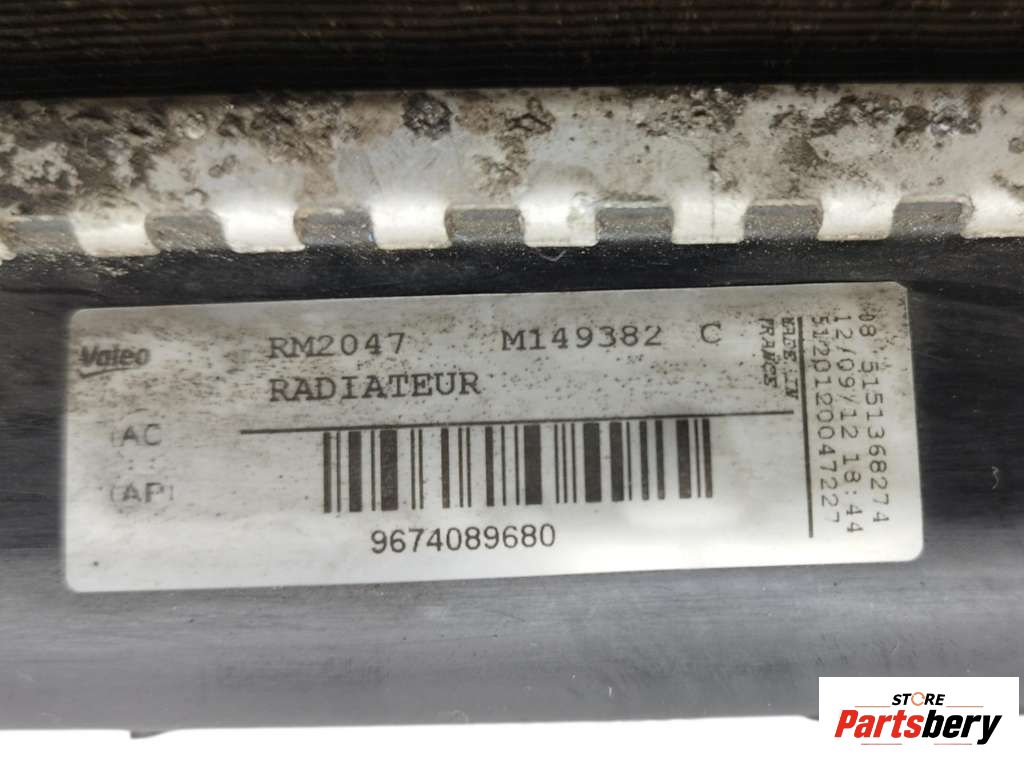 Valeo
RM2047 M149382 C
RADIATEUR
MADE IN
FRANCE
AC
AP
9674089680
08 5151368274
12/09/12 18:44
5120120047227
STORE
Partsbery